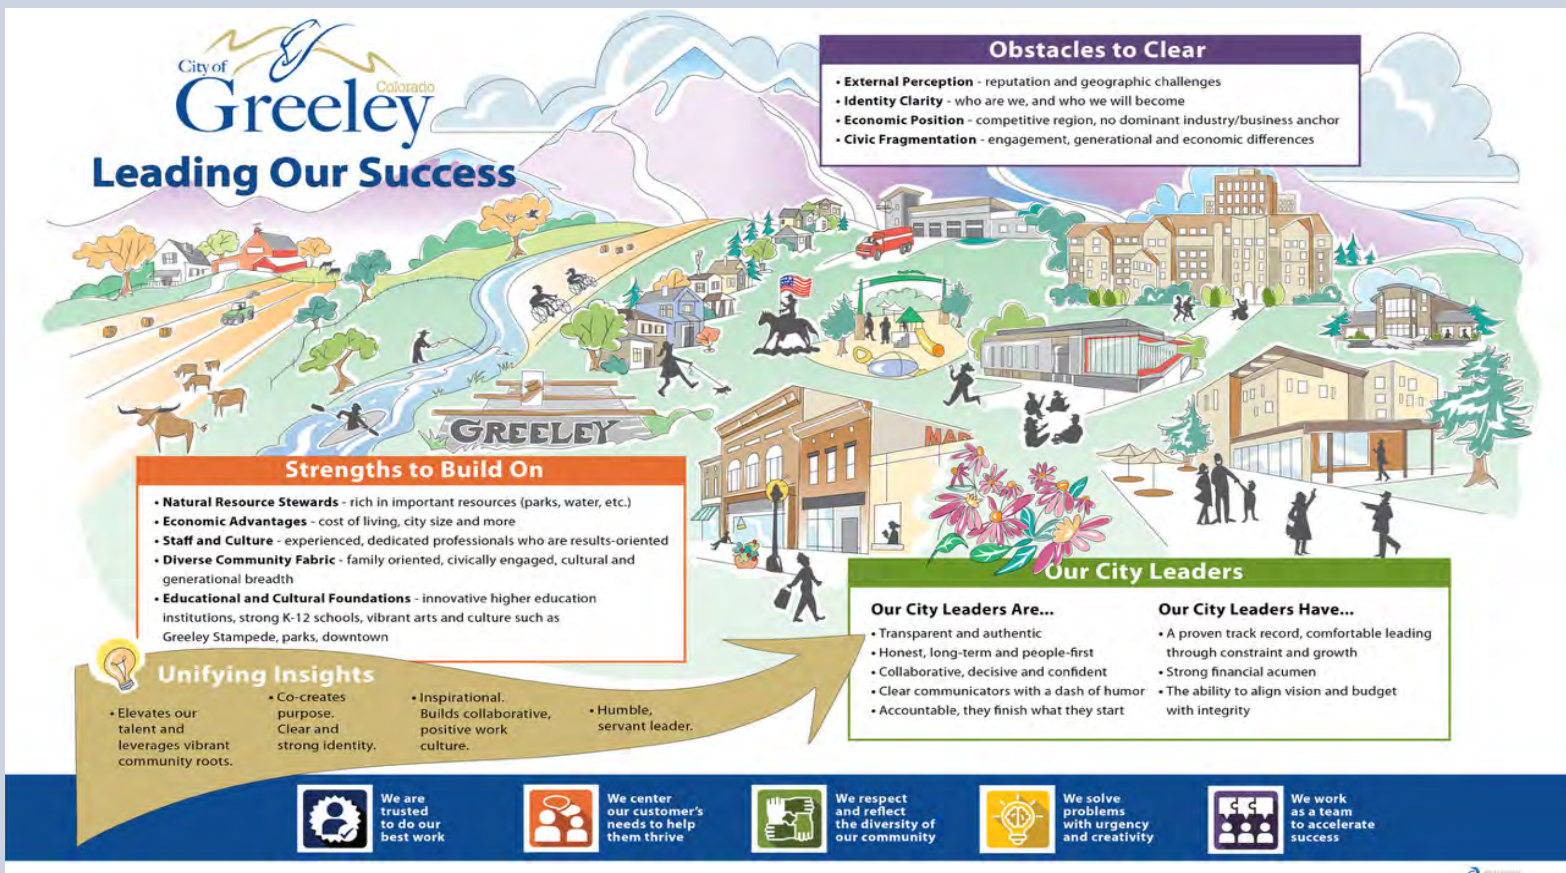 City of
Greeley
Colorado
Leading Our Success
Obstacles to Clear
• External Perception - reputation and geographic challenges
• Identity Clarity - who are we, and who we will become
• Economic Position - competitive region, no dominant industry/business anchor
• Civic Fragmentation - engagement, generational and economic differences
GREELEY
MAR
Strengths to Build On
• Natural Resource Stewards - rich in important resources (parks, water, etc.)
• Economic Advantages - cost of living, city size and more
• Staff and Culture - experienced, dedicated professionals who are results-oriented
• Diverse Community Fabric - family oriented, civically engaged, cultural and
generational breadth
• Educational and Cultural Foundations - innovative higher education
institutions, strong K-12 schools, vibrant arts and culture such as
Greeley Stampede, parks, downtown
Our City Leaders
Our City Leaders Are...
• Transparent and authentic
• Honest, long-term and people-first
• Collaborative, decisive and confident
• Clear communicators with a dash of humor
• Accountable, they finish what they start
Our City Leaders Have...
• A proven track record, comfortable leading
through constraint and growth
• Strong financial acumen
• The ability to align vision and budget
with integrity
Unifying Insights
• Elevates our
talent and
leverages vibrant
community roots.
• Co-creates
purpose.
Clear and
strong identity.
• Inspirational.
Builds collaborative,
positive work
culture.
• Humble,
servant leader.
We are
trusted
to do our
best work
We center
our customer's
needs to help
them thrive
We respect
and reflect
the diversity of
our community
We solve
problems
with urgency
and creativity
We work
as a team
to accelerate
success